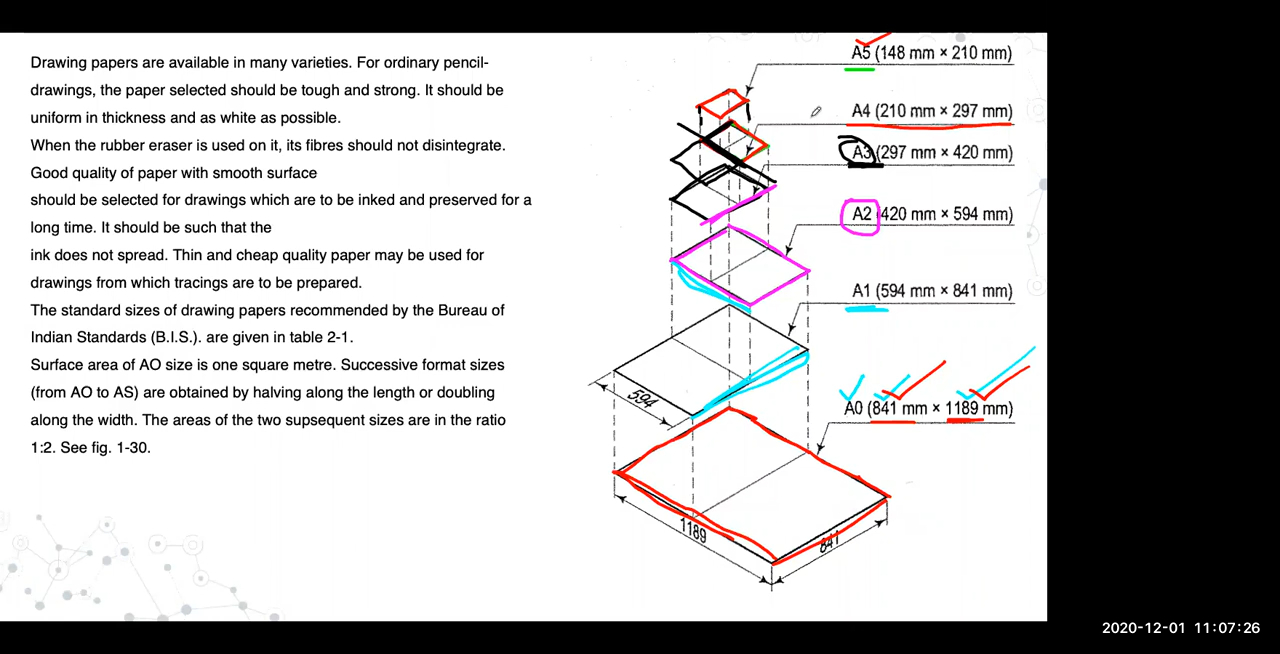 Drawing papers are available in many varieties. For ordinary pencil-
drawings, the paper selected should be tough and strong. It should be
uniform in thickness and as white as possible.
When the rubber eraser is used on it, its fibres should not disintegrate.
Good quality of paper with smooth surface
should be selected for drawings which are to be inked and preserved for a
long time. It should be such that the
ink does not spread. Thin and cheap quality paper may be used for
drawings from which tracings are to be prepared.
The standard sizes of drawing papers recommended by the Bureau of
Indian Standards (B.I.S.). are given in table 2-1.
Surface area of AO size is one square metre. Successive format sizes
(from AO to AS) are obtained by halving along the length or doubling
along the width. The areas of the two supsequent sizes are in the ratio
1:2. See fig. 1-30.
A5 (148 mm × 210 mm)
A4 (210 mm × 297 mm)
A3 (297 mm × 420 mm)
A2 (420 mm × 594 mm)
A1 (594 mm × 841 mm)
594
A0 (841 mm × 1189 mm)
1189
841
2020-12-01 11:07:26